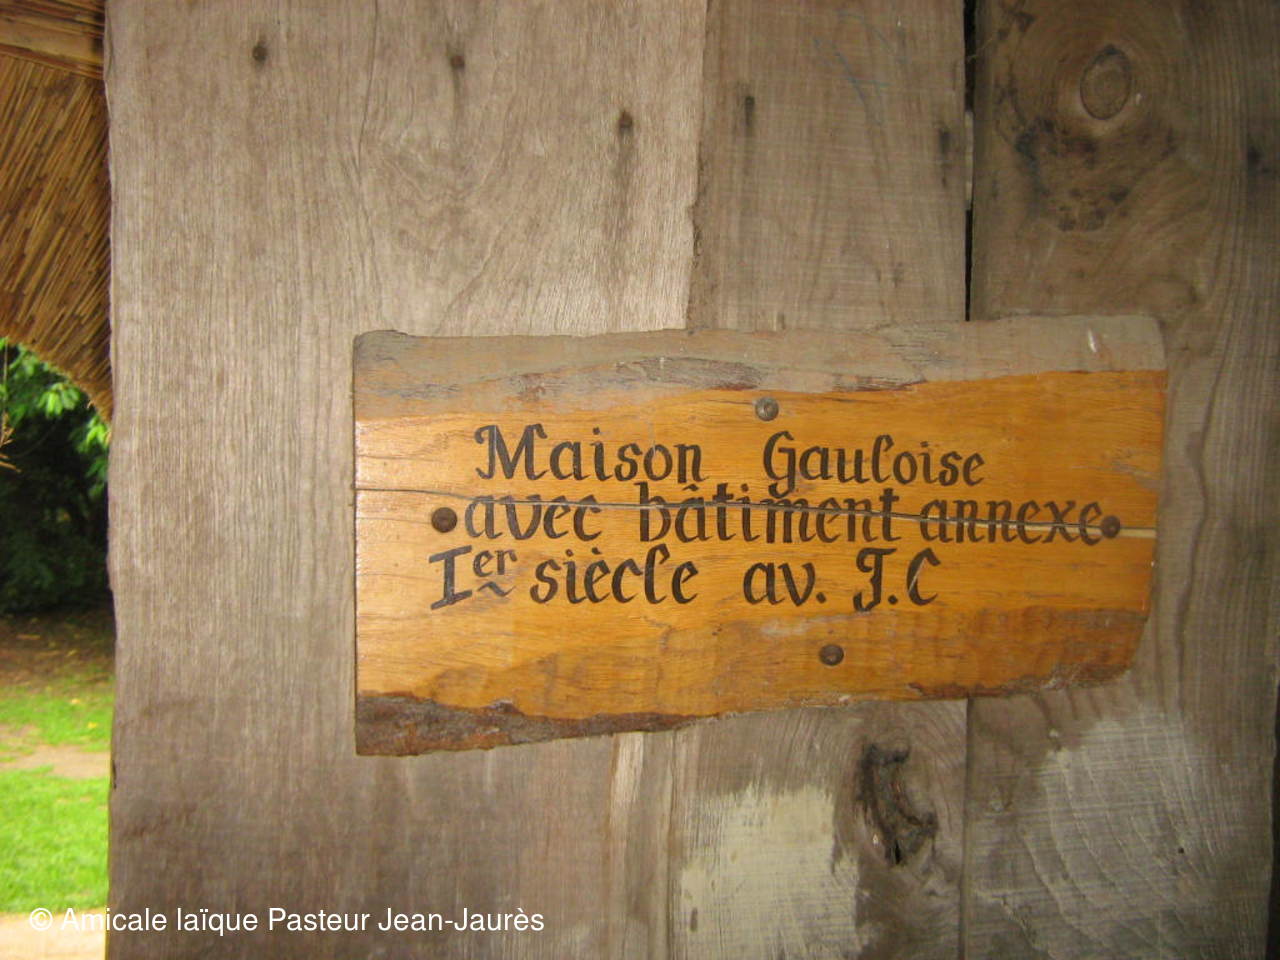 Maison Gauloise
avec bâtiment annexe
Ier siècle av. J.C
© Amicale laïque Pasteur Jean-Jaurès